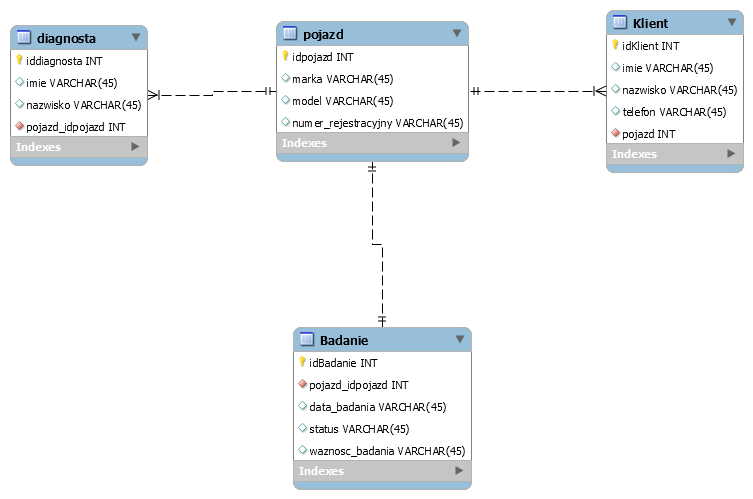 diagnosta
iddiagnosta INT
imie VARCHAR(45)
nazwisko VARCHAR(45)
pojazd_idpojazd INT
Indexes
pojazd
idpojazd INT
marka VARCHAR(45)
model VARCHAR(45)
numer_rejestracyjny VARCHAR(45)
Indexes
Klient
idKlient INT
imie VARCHAR(45)
nazwisko VARCHAR(45)
telefon VARCHAR(45)
pojazd INT
Indexes
Badanie
idBadanie INT
pojazd_idpojazd INT
data_badania VARCHAR(45)
status VARCHAR(45)
waznosc_badania VARCHAR(45)
Indexes